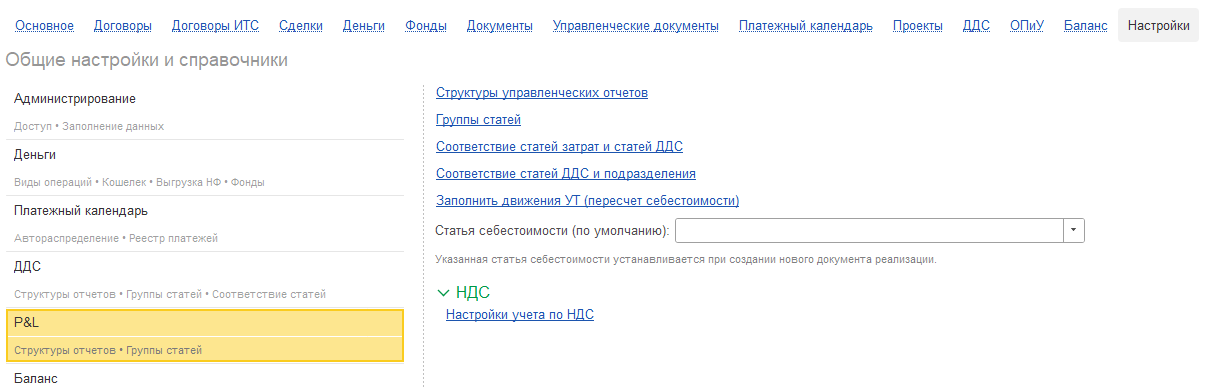 Основное Договоры Договоры ИТС Сделки Деньги Фонды Документы Управленческие документы Платежный календарь Проекты ДДС ОПиУ Баланс Настройки
Общие настройки и справочники
Администрирование
Доступ • Заполнение данных
Деньги
Виды операций • Кошелек • Выгрузка НФ • Фонды
Платежный календарь
Автораспределение • Реестр платежей
ДДС
Структуры отчетов • Группы статей • Соответствие статей
P&L
Структуры отчетов • Группы статей
Баланс
Структуры управленческих отчетов
Группы статей
Соответствие статей затрат и статей ДДС
Соответствие статей ДДС и подразделения
Заполнить движения УТ (пересчет себестоимости)
Статья себестоимости (по умолчанию):
Указанная статья себестоимости устанавливается при создании нового документа реализации.
НДС
Настройки учета по НДС